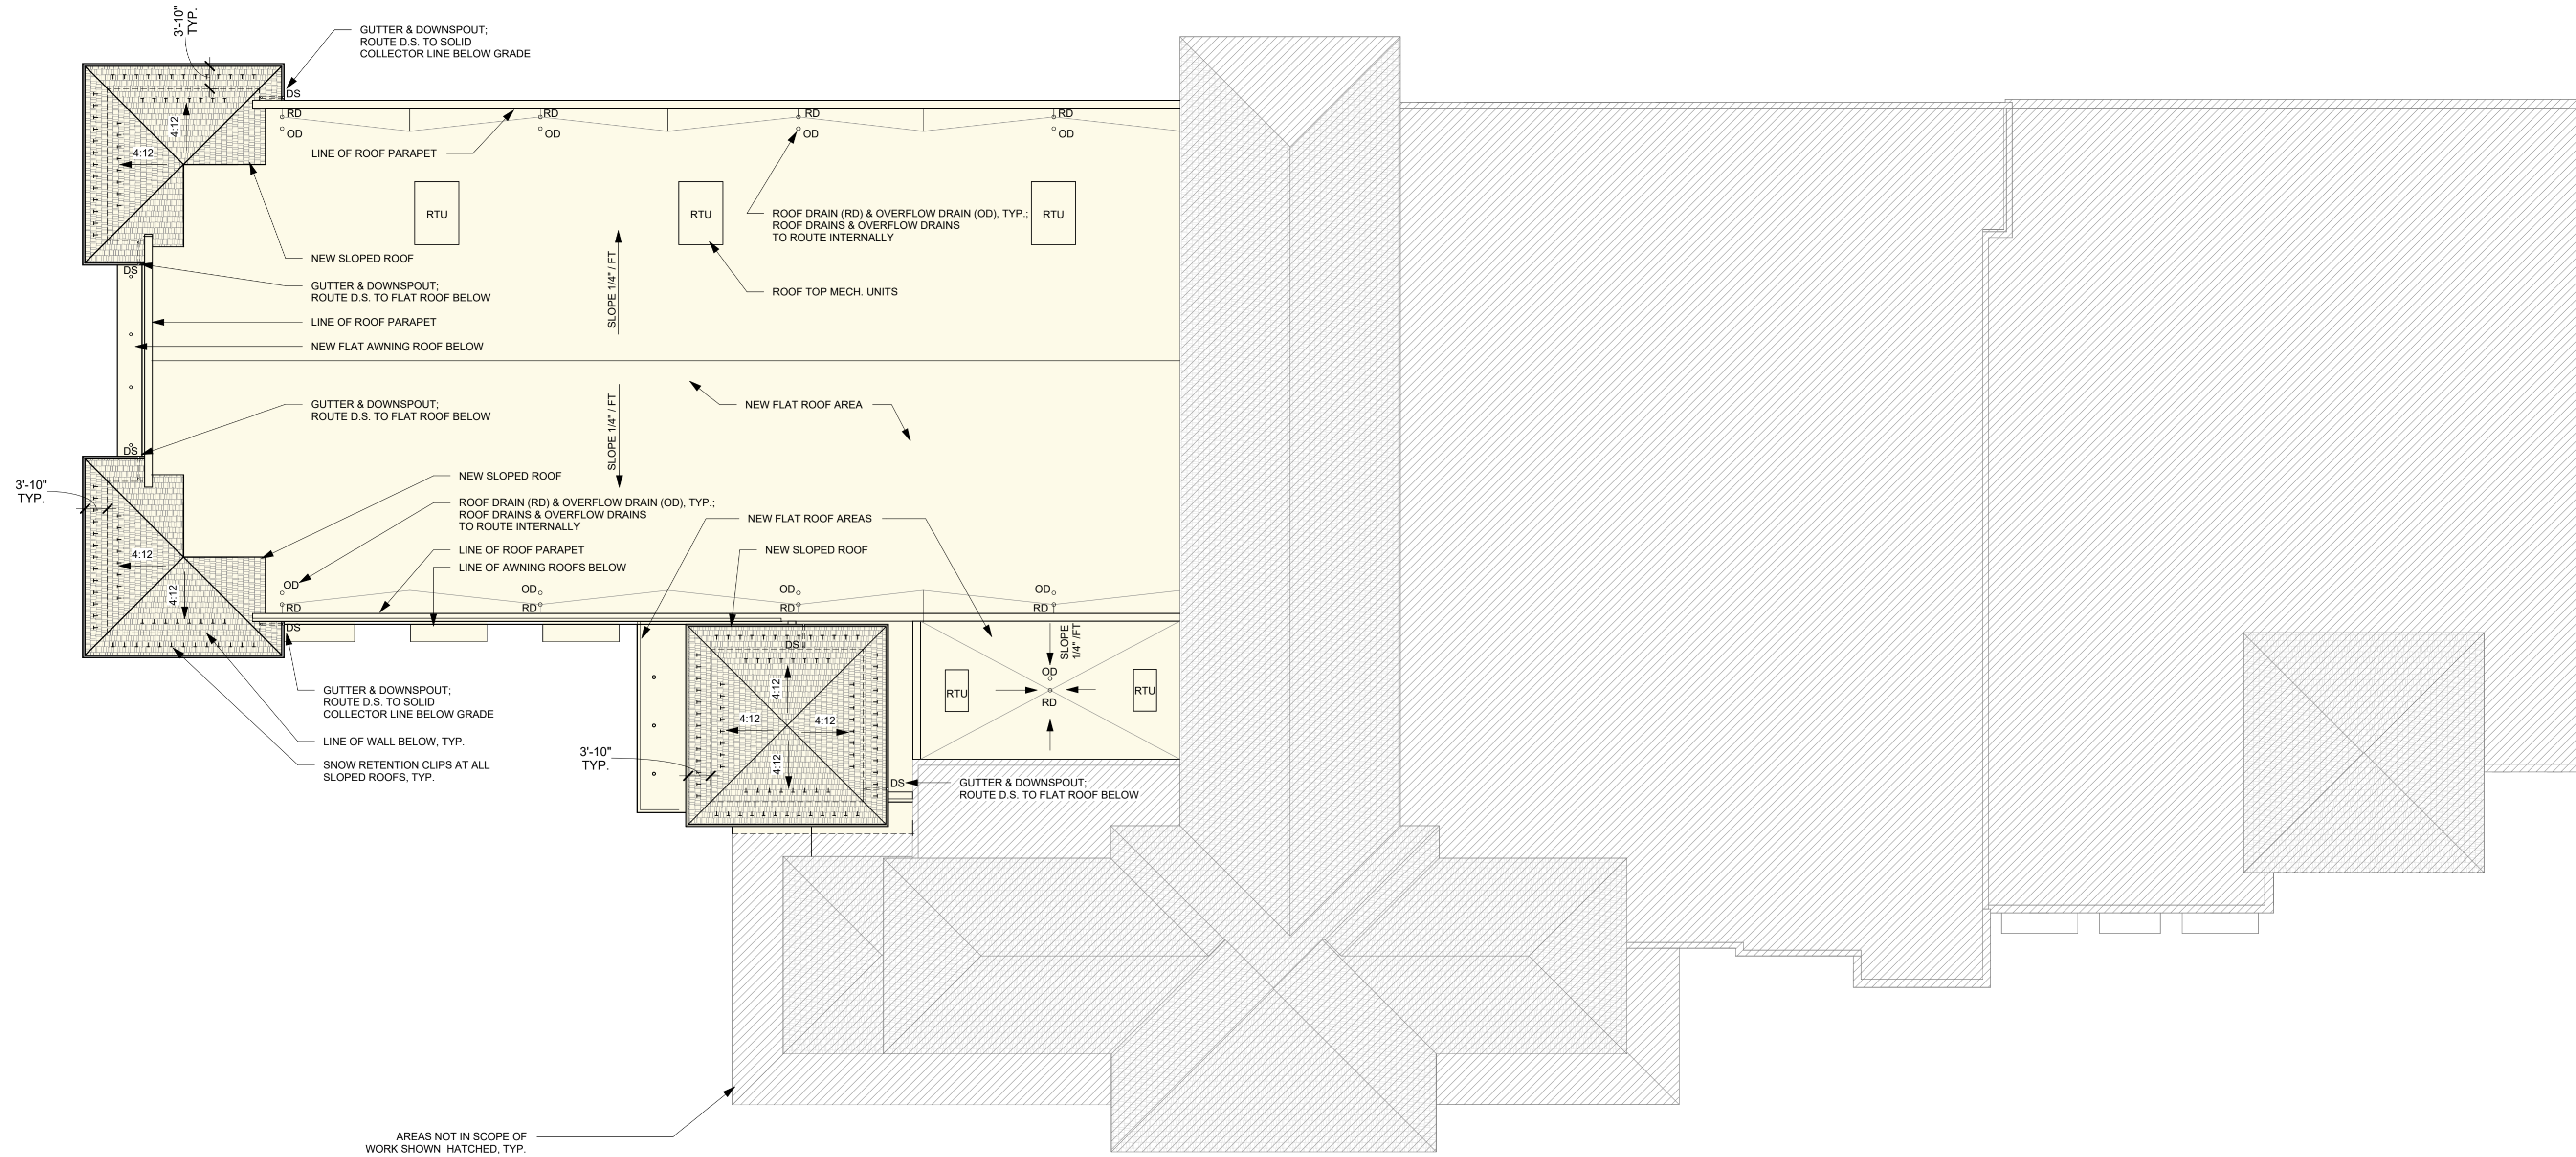 3'-10"
TYP.
GUTTER & DOWNSPOUT;
ROUTE D.S. TO SOLID
COLLECTOR LINE BELOW GRADE
DS
RD
RD
RD
RD
OD
OD
OD
OD
4:12
4:12
LINE OF ROOF PARAPET
RTU
RTU
RTU
ROOF DRAIN (RD) & OVERFLOW DRAIN (OD), TYP.;
ROOF DRAINS & OVERFLOW DRAINS
TO ROUTE INTERNALLY
NEW SLOPED ROOF
DS
GUTTER & DOWNSPOUT;
ROUTE D.S. TO FLAT ROOF BELOW
SLOPE 1/4" / FT
ROOF TOP MECH. UNITS
LINE OF ROOF PARAPET
NEW FLAT AWNING ROOF BELOW
GUTTER & DOWNSPOUT;
ROUTE D.S. TO FLAT ROOF BELOW
SLOPE 1/4" / FT
NEW FLAT ROOF AREA
DS
NEW SLOPED ROOF
3'-10"
TYP.
ROOF DRAIN (RD) & OVERFLOW DRAIN (OD), TYP.;
ROOF DRAINS & OVERFLOW DRAINS
TO ROUTE INTERNALLY
NEW FLAT ROOF AREAS
LINE OF ROOF PARAPET
NEW SLOPED ROOF
4:12
LINE OF AWNING ROOFS BELOW
4:12
OD
OD
OD
OD
RD
RD
RD
RD
DS
DS
SLOPE
1/4" /FT
OD
RD
RTU
RTU
4:12
4:12
4:12
4:12
GUTTER & DOWNSPOUT;
ROUTE D.S. TO SOLID
COLLECTOR LINE BELOW GRADE
LINE OF WALL BELOW, TYP.
SNOW RETENTION CLIPS AT ALL
SLOPED ROOFS, TYP.
3'-10"
TYP.
DS
GUTTER & DOWNSPOUT;
ROUTE D.S. TO FLAT ROOF BELOW
AREAS NOT IN SCOPE OF
WORK SHOWN HATCHED, TYP.